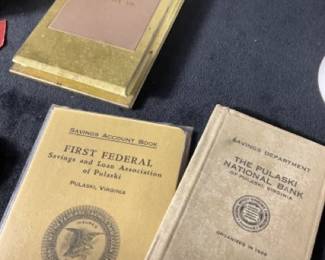 SAVINGS ACCOUNT BOOK
FIRST FEDERAL
Savings and Loan Association
of Pulaski
PULASKI, VIRGINIA
SAVINGS DEPARTMENT
THE PULASKI
NATIONAL BANK
OF PULASKI, VIRGINIA